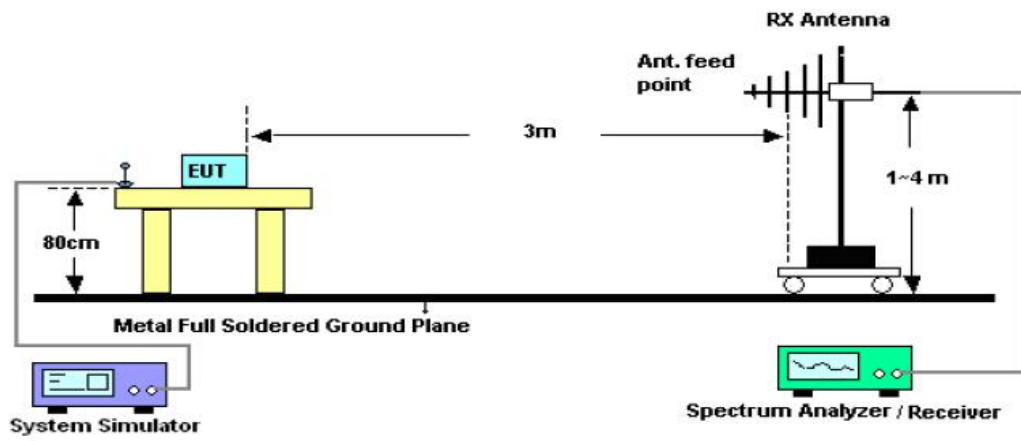 RX Antenna
Ant. feed
point
3m
EUT
1~4 m
80cm
Metal Full Soldered Ground Plane
System Simulator
Spectrum Analyzer / Receiver